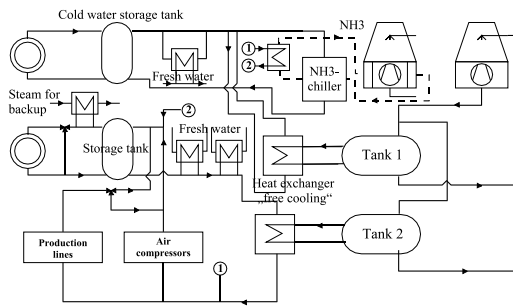 Cold water storage tank
NH3
1
2
Fresh water
NH3-
chiller
Steam for
backup
2
Fresh water
Storage tank
Tank 1
Heat exchanger
„free cooling“
Tank 2
Production
lines
Air
compressors
1